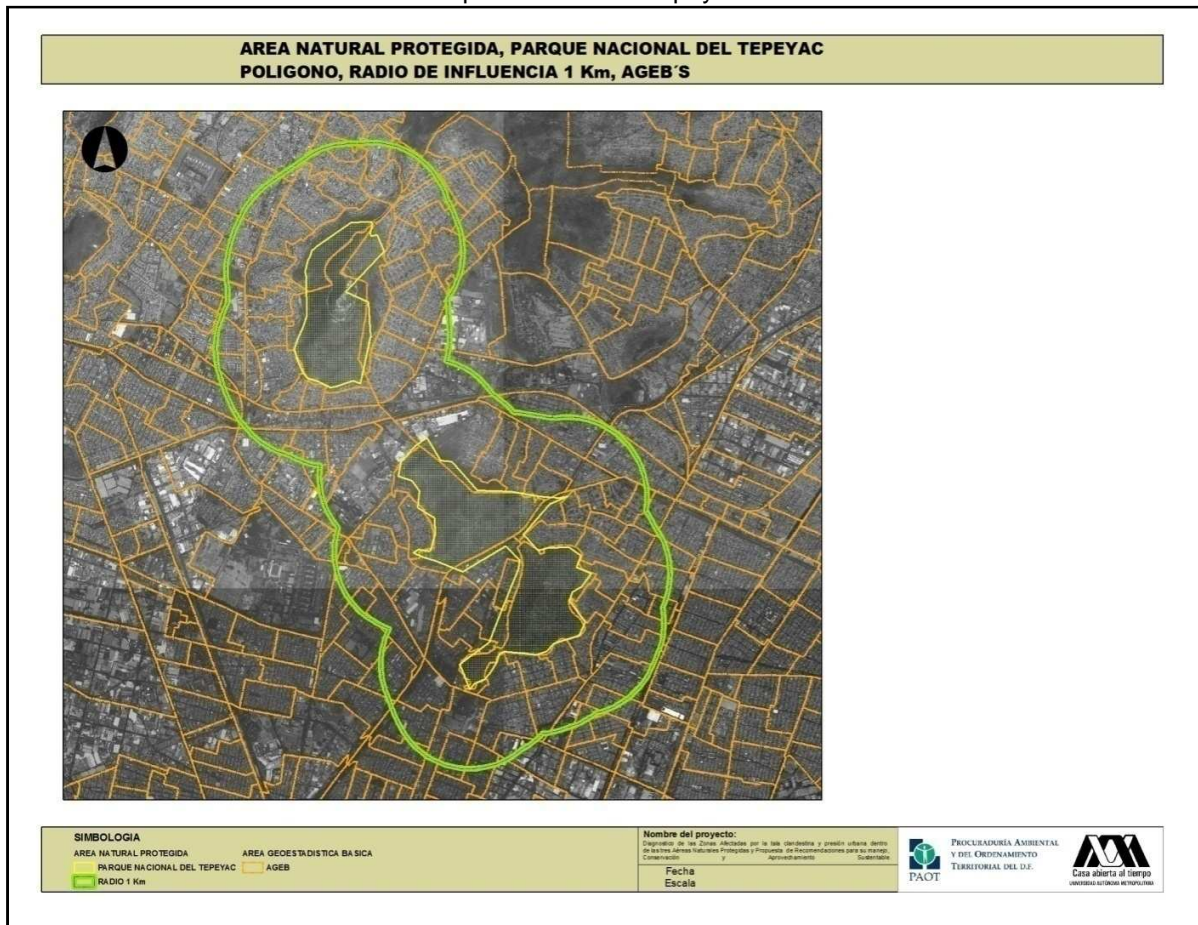 AREA NATURAL PROTEGIDA, PARQUE NACIONAL DEL TEPEYAC
POLIGONO, RADIO DE INFLUENCIA 1 Km, AGEB´S
SIMBOLOGIA
AREA NATURAL PROTEGIDA
PARQUE NACIONAL DEL TEPEYAC
RADIO 1 Km
AREA GEOESTADISTICA BASICA
AGEB
Nombre del proyecto:
Diagnostico de las Zonas Afectadas por la tala clandestina y presión urbana dentro
de las tres Aéreas Naturales Protegidas y Propuesta de Recomendaciones para su manejo,
Conservación y Aprovechamiento Sustentable
Fecha
Escala
PAOT
PROCURADURÍA AMBIENTAL
Y DEL ORDENAMIENTO
TERRITORIAL DEL D.F.
Casa abierta al tiempo
UNIVERSIDAD AUTÓNOMA METROPOLITANA